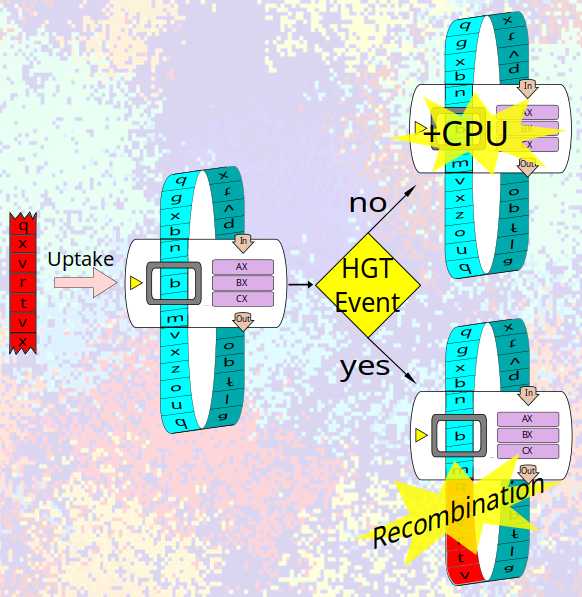 q
x
v
r
t
v
x
Uptake
q
g
x
b
n
b
m
v
x
z
o
u
q
x
f
v
d
In
AX
BX
CX
Out
o
b
t
l
g
HGT
Event
no
yes
q
g
x
b
n
x
f
v
d
In
AX
BX
CX
+CPU
Out
m
v
x
z
o
u
q
o
b
t
l
g
q
g
x
b
n
b
m
x
f
v
d
In
AX
BX
CX
Out
Recombination
t
v
t
l
g